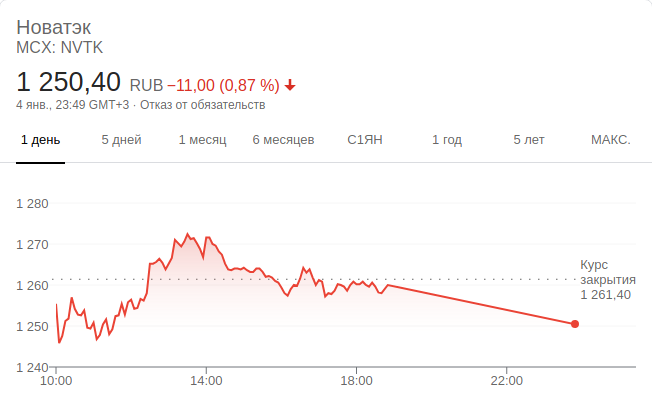 Новатэк
MCX: NVTK
1 250,40 RUB −11,00 (0,87 %)
4 янв., 23:49 GMT+3 · Отказ от обязательств
1 день 5 дней 1 месяц 6 месяцев С1ЯН 1 год 5 лет МАКС.
1 280
1 270
1 260
1 250
1 240
Курс
закрытия
1 261,40
10:00 14:00 18:00 22:00